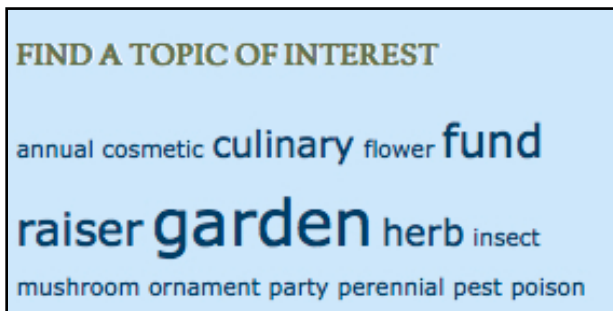 FIND A TOPIC OF INTEREST
annual cosmetic culinary flower fund
raiser garden herb insect
mushroom ornament party perennial pest poison